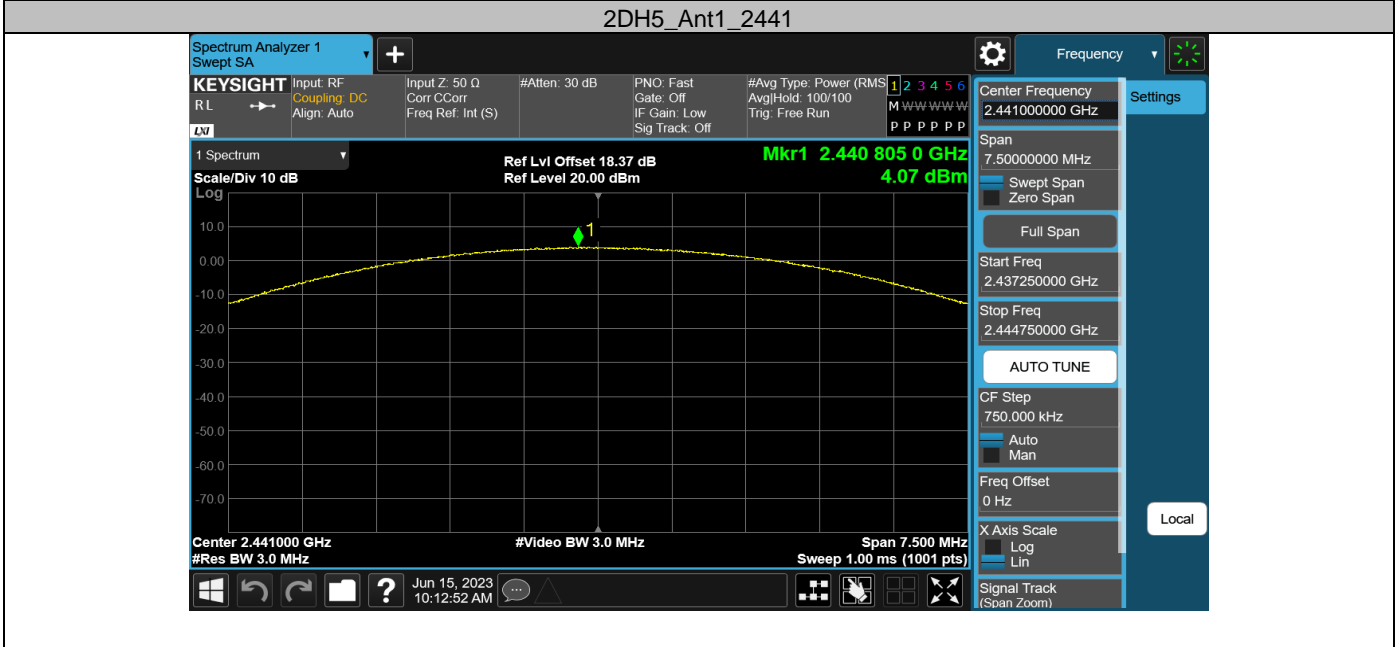 2DH5_Ant1_2441
Spectrum Analyzer 1
Swept SA
Frequency
KEYSIGHT
RL
LXI
Input: RF
Coupling: DC
Align: Auto
Input Z: 50 Ω
Corr CCorr
Freq Ref: Int (S)
#Atten: 30 dB
PNO: Fast
Gate: Off
IF Gain: Low
Sig Track: Off
#Avg Type: Power (RMS
Avg|Hold: 100/100
Trig: Free Run
1 2 3 4 5 6
M W W W W W
P P P P P P
1 Spectrum
Scale/Div 10 dB
Ref Lvl Offset 18.37 dB
Ref Level 20.00 dBm
Mkr1 2.440 805 0 GHz
4.07 dBm
Log
10.0
1
0.00
-10.0
-20.0
-30.0
-40.0
-50.0
-60.0
-70.0
Center 2.441000 GHz
#Res BW 3.0 MHz
#Video BW 3.0 MHz
Span 7.500 MHz
Sweep 1.00 ms (1001 pts)
Jun 15, 2023
10:12:52 AM
Center Frequency
2.441000000 GHz
Span
7.50000000 MHz
Swept Span
Zero Span
Full Span
Start Freq
2.437250000 GHz
Stop Freq
2.444750000 GHz
AUTO TUNE
CF Step
750.000 kHz
Auto
Man
Freq Offset
0 Hz
X Axis Scale
Log
Lin
Signal Track
(Span Zoom)
Settings
Local